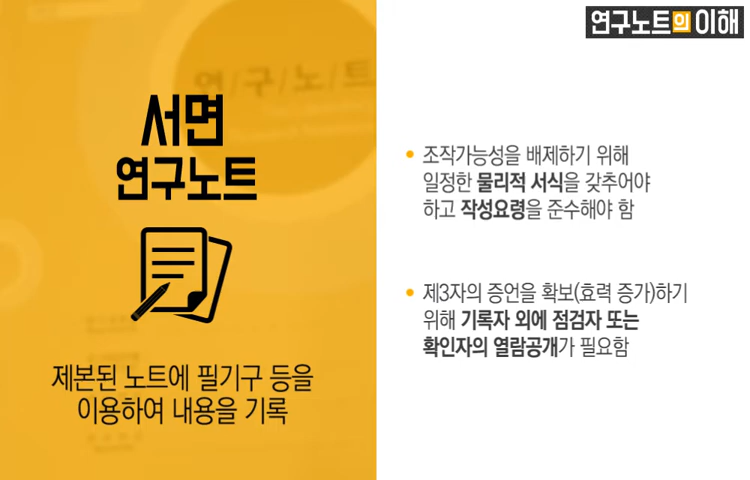 연구노트의 이해
연/구/노/트
서면
연구노트
제본된 노트에 필기구 등을
이용하여 내용을 기록
조작가능성을 배제하기 위해
일정한 물리적 서식을 갖추어야
하고 작성요령을 준수해야 함
제3자의 증언을 확보(효력 증가)하기
위해 기록자 외에 점검자 또는
확인자의 열람공개가 필요함